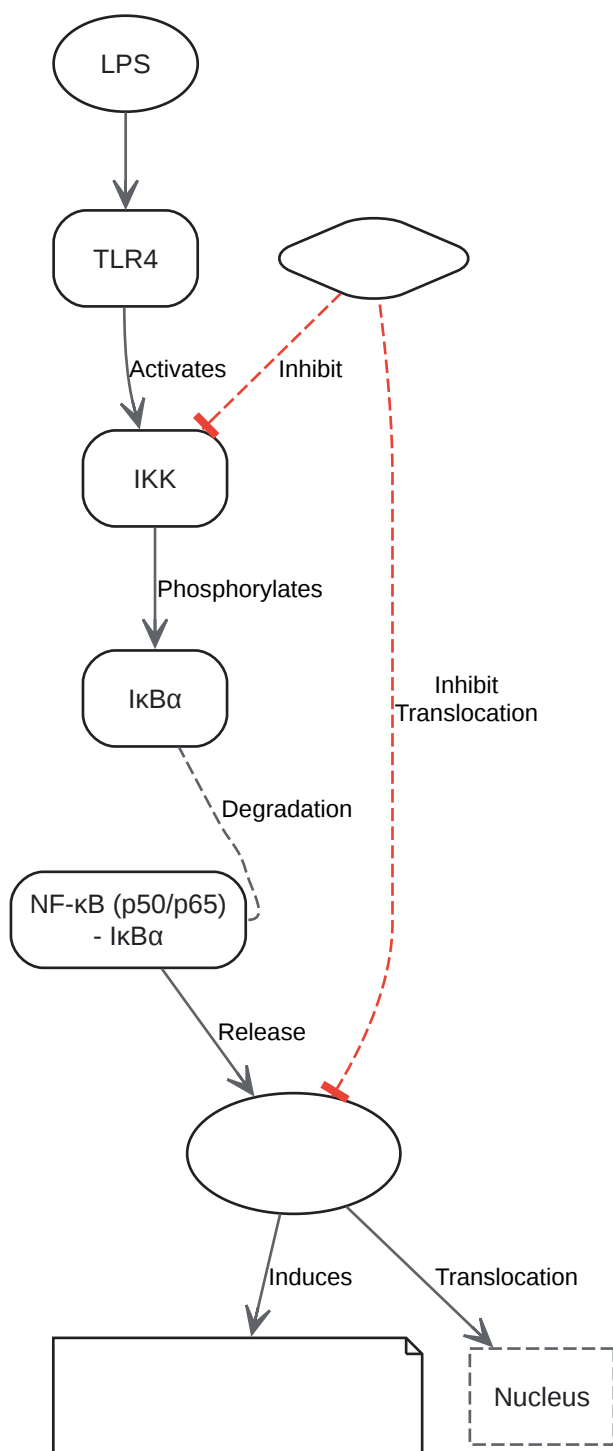 LPS
TLR4
Activates
Inhibit
IKK
Phosphorylates
IκBα
Inhibit
Translocation
Degradation
NF-κB (p50/p65)
- IκBα
Release
Induces
Translocation
Nucleus